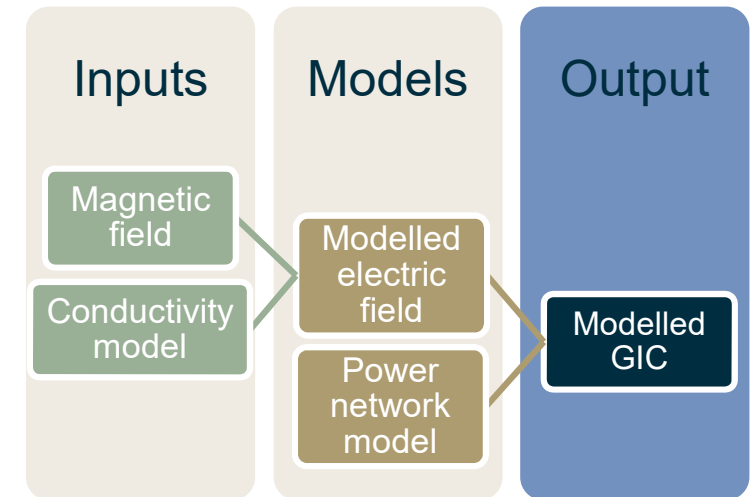 Inputs
Models
Output
Magnetic
field
Conductivity
model
Modelled
electric
field
Power
network
model
Modelled
GIC